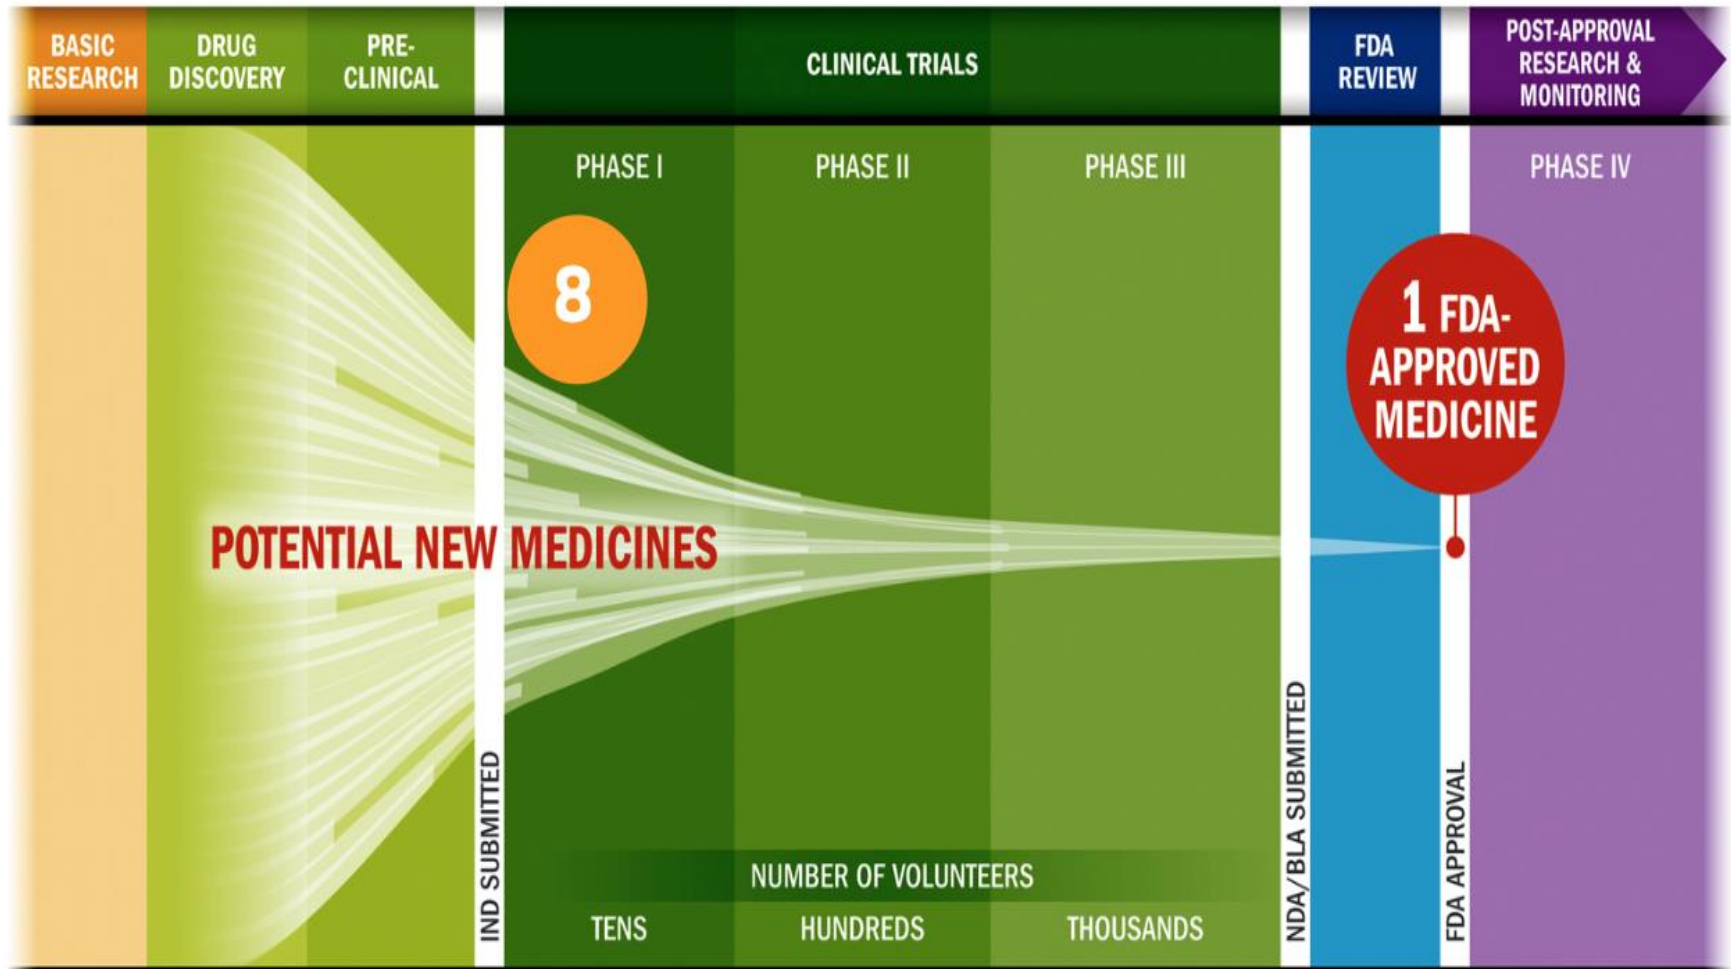 BASIC
RESEARCH
DRUG
DISCOVERY
PRE-
CLINICAL
CLINICAL TRIALS
FDA
REVIEW
POST-APPROVAL
RESEARCH &
MONITORING
PHASE I
PHASE II
PHASE III
PHASE IV
8
1 FDA-
APPROVED
MEDICINE
POTENTIAL NEW MEDICINES
IND SUBMITTED
NDA/BLA SUBMITTED
FDA APPROVAL
NUMBER OF VOLUNTEERS
TENS
HUNDREDS
THOUSANDS